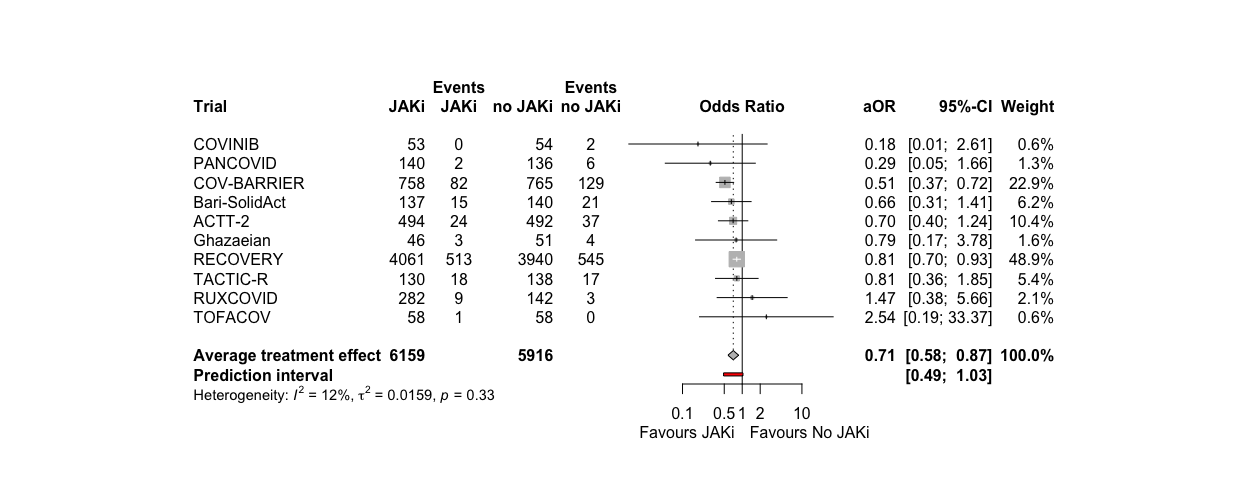 Events Events
Trial JAKi JAKi no JAKi no JAKi Odds Ratio aOR 95%-CI Weight
COVINIB 53 0 54 2 0.18 [0.01; 2.61] 0.6%
PANCOVID 140 2 136 6 0.29 [0.05; 1.66] 1.3%
COV-BARRIER 758 82 765 129 0.51 [0.37; 0.72] 22.9%
Bari-SolidAct 137 15 140 21 0.66 [0.31; 1.41] 6.2%
ACTT-2 494 24 492 37 0.70 [0.40; 1.24] 10.4%
Ghazaeian 46 3 51 4 0.79 [0.17; 3.78] 1.6%
RECOVERY 4061 513 3940 545 0.81 [0.70; 0.93] 48.9%
TACTIC-R 130 18 138 17 0.81 [0.36; 1.85] 5.4%
RUXCOVID 282 9 142 3 1.47 [0.38; 5.66] 2.1%
TOFACOV 58 1 58 0 2.54 [0.19; 33.37] 0.6%
Average treatment effect 6159 5916 0.71 [0.58; 0.87] 100.0%
Prediction interval [0.49; 1.03]
Heterogeneity: I² = 12%, τ² = 0.0159, p = 0.33
0.1 0.5 1 2 10
Favours JAKi Favours No JAKi